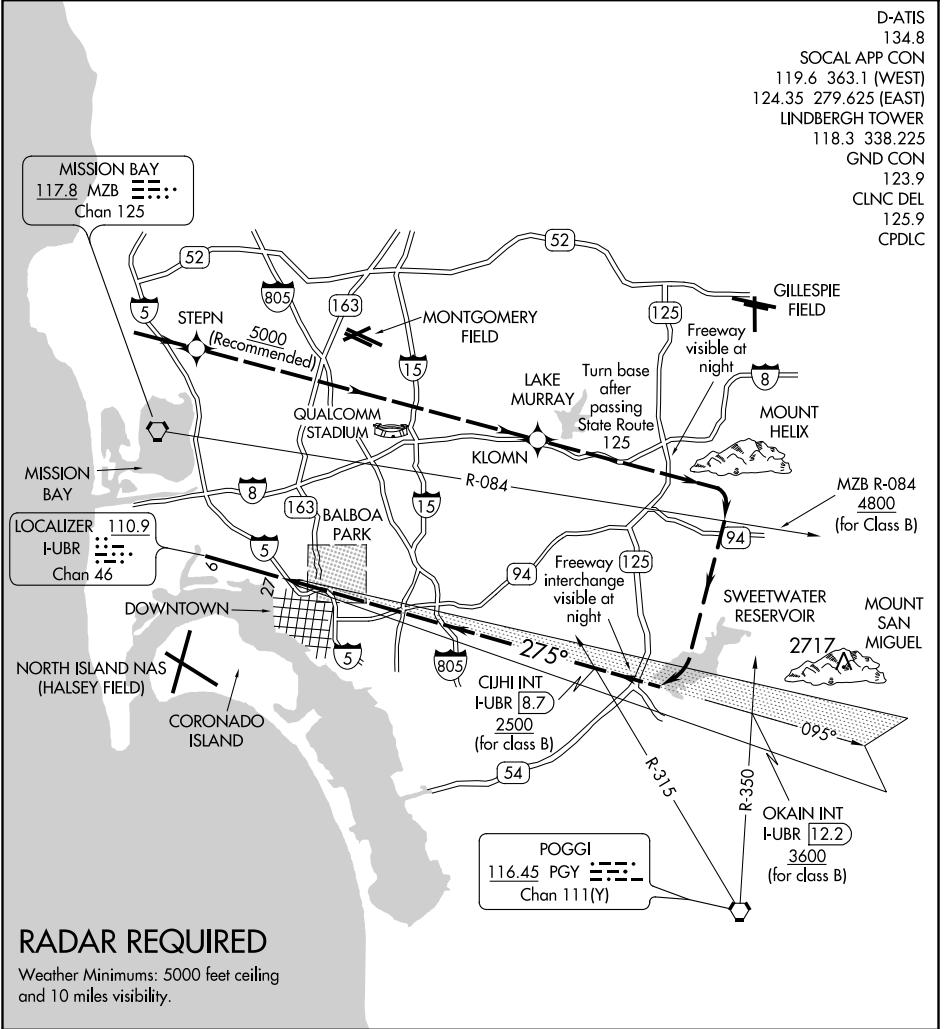 D-ATIS
134.8
SOCAL APP CON
119.6 363.1 (WEST)
124.35 279.625 (EAST)
LINDBERGH TOWER
118.3 338.225
GND CON
123.9
CLNC DEL
125.9
CPDLC
MISSION BAY
117.8 MZB
Chan 125
52
52
5
805
163
125
GILLESPIE
FIELD
STEPN
5000
(Recommended)
MONTGOMERY
FIELD
15
Freeway
visible at
night
LAKE
MURRAY
Turn base
after
passing
State Route
125
8
QUALCOMM
STADIUM
KLOMN
MOUNT
HELIX
MISSION
BAY
R-084
MZB R-084
4800
(for Class B)
8
163
15
94
LOCALIZER 110.9
I-UBR
Chan 46
BALBOA
PARK
5
9
27
94
125
Freeway
interchange
visible at
night
DOWNTOWN
SWEETWATER
RESERVOIR
MOUNT
SAN
MIGUEL
2717
NORTH ISLAND NAS
(HALSEY FIELD)
5
805
275°
CIJHI INT
I-UBR 8.7
2500
(for class B)
CORONADO
ISLAND
095°
54
R-315
R-350
OKAIN INT
I-UBR 12.2
3600
(for class B)
POGGI
116.45 PGY
Chan 111(Y)
RADAR REQUIRED
Weather Minimums: 5000 feet ceiling
and 10 miles visibility.